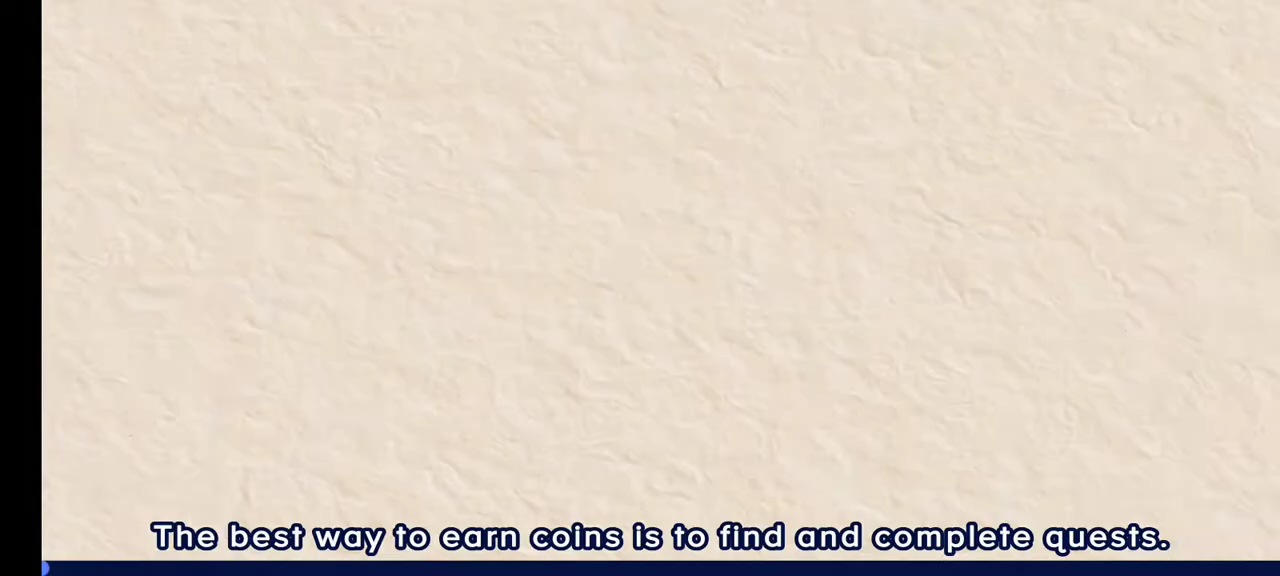 The best way to earn coins is to find and complete quests.